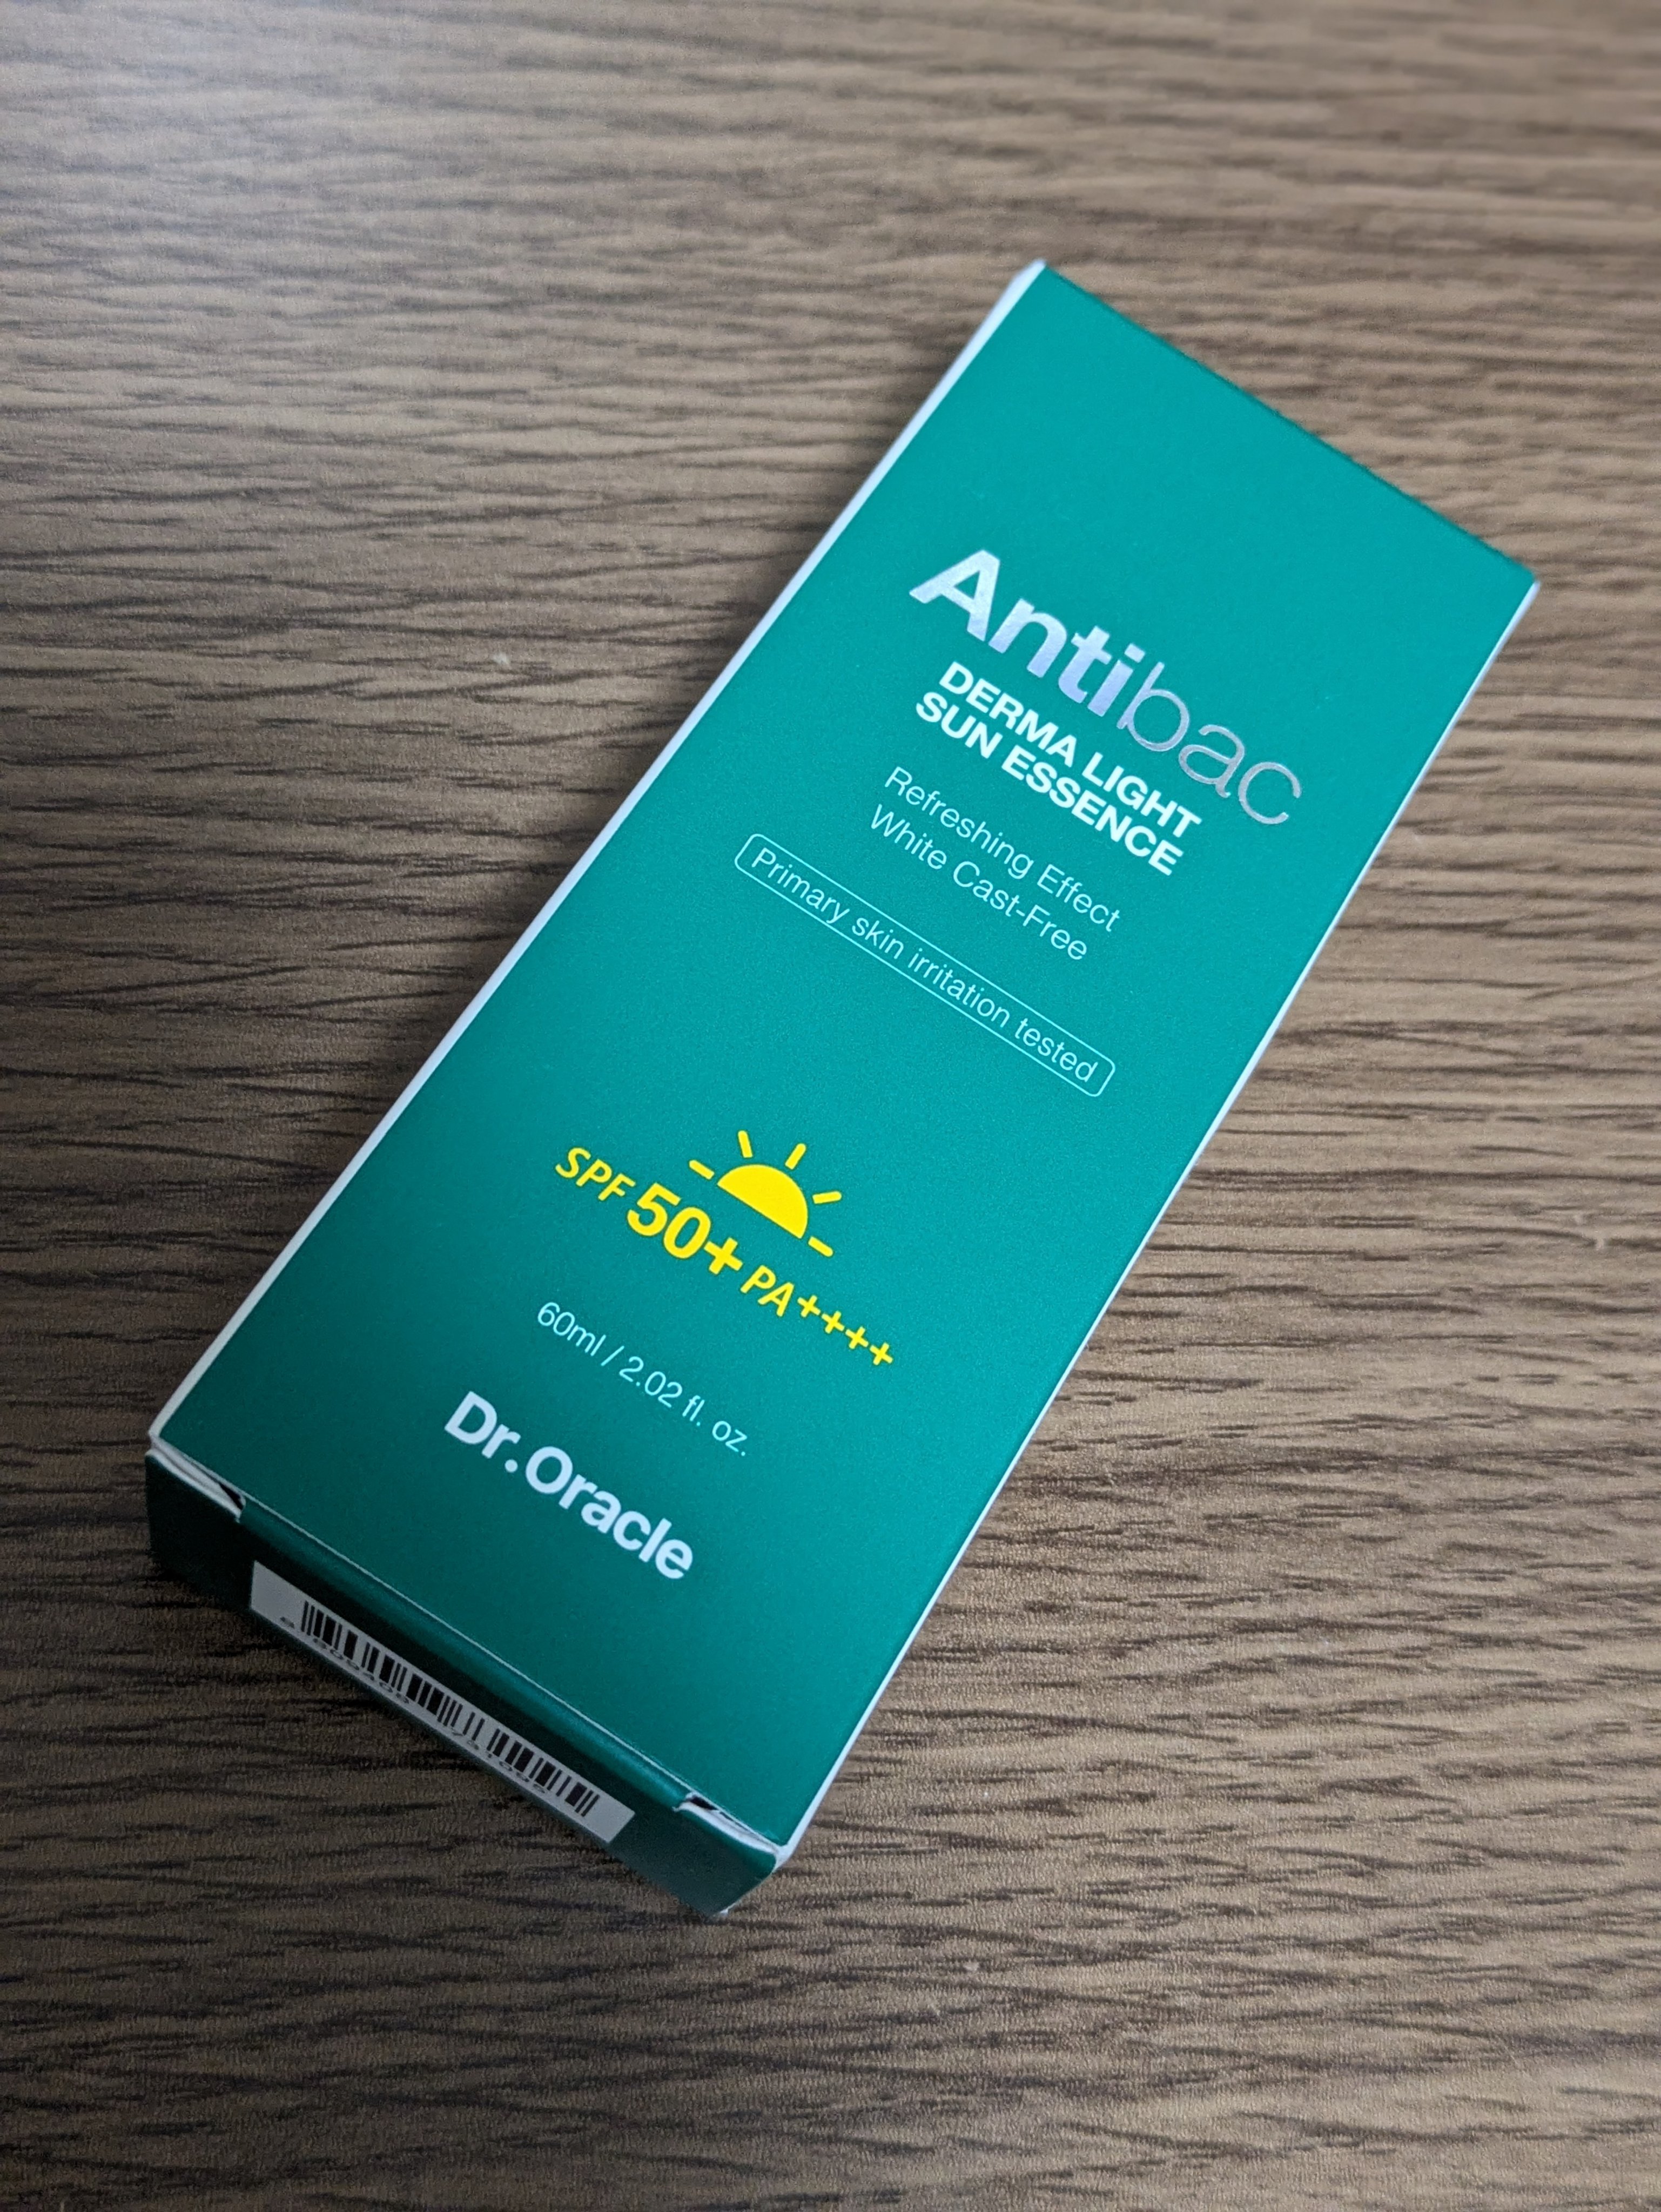 Antibac
DERMA LIGHT
SUN ESSENCE
Refreshing Effect
White Cast-Free
Primary skin irritation tested
SPF 50+ PA++++
60ml / 2.02 fl. oz.
Dr.Oracle